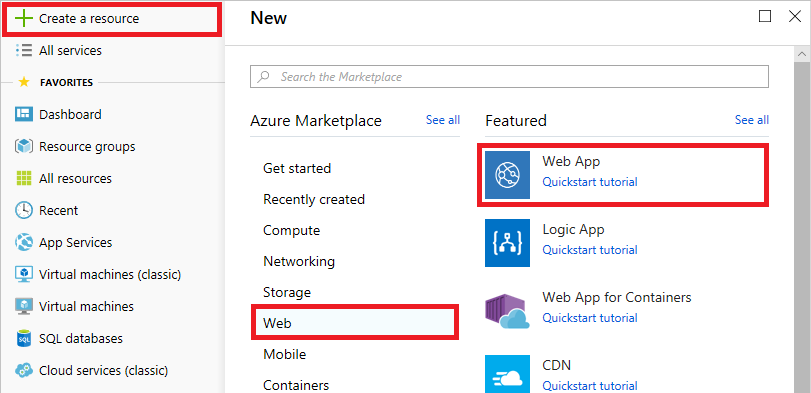 Create a resource
All services
FAVORITES
Dashboard
Resource groups
All resources
Recent
App Services
Virtual machines (classic)
Virtual machines
SQL databases
Cloud services (classic)
New
Search the Marketplace
Azure Marketplace See all
Get started
Recently created
Compute
Networking
Storage
Web
Mobile
Containers
Featured See all
Web App
Quickstart tutorial
Logic App
Quickstart tutorial
Web App for Containers
Quickstart tutorial
CDN
Quickstart tutorial